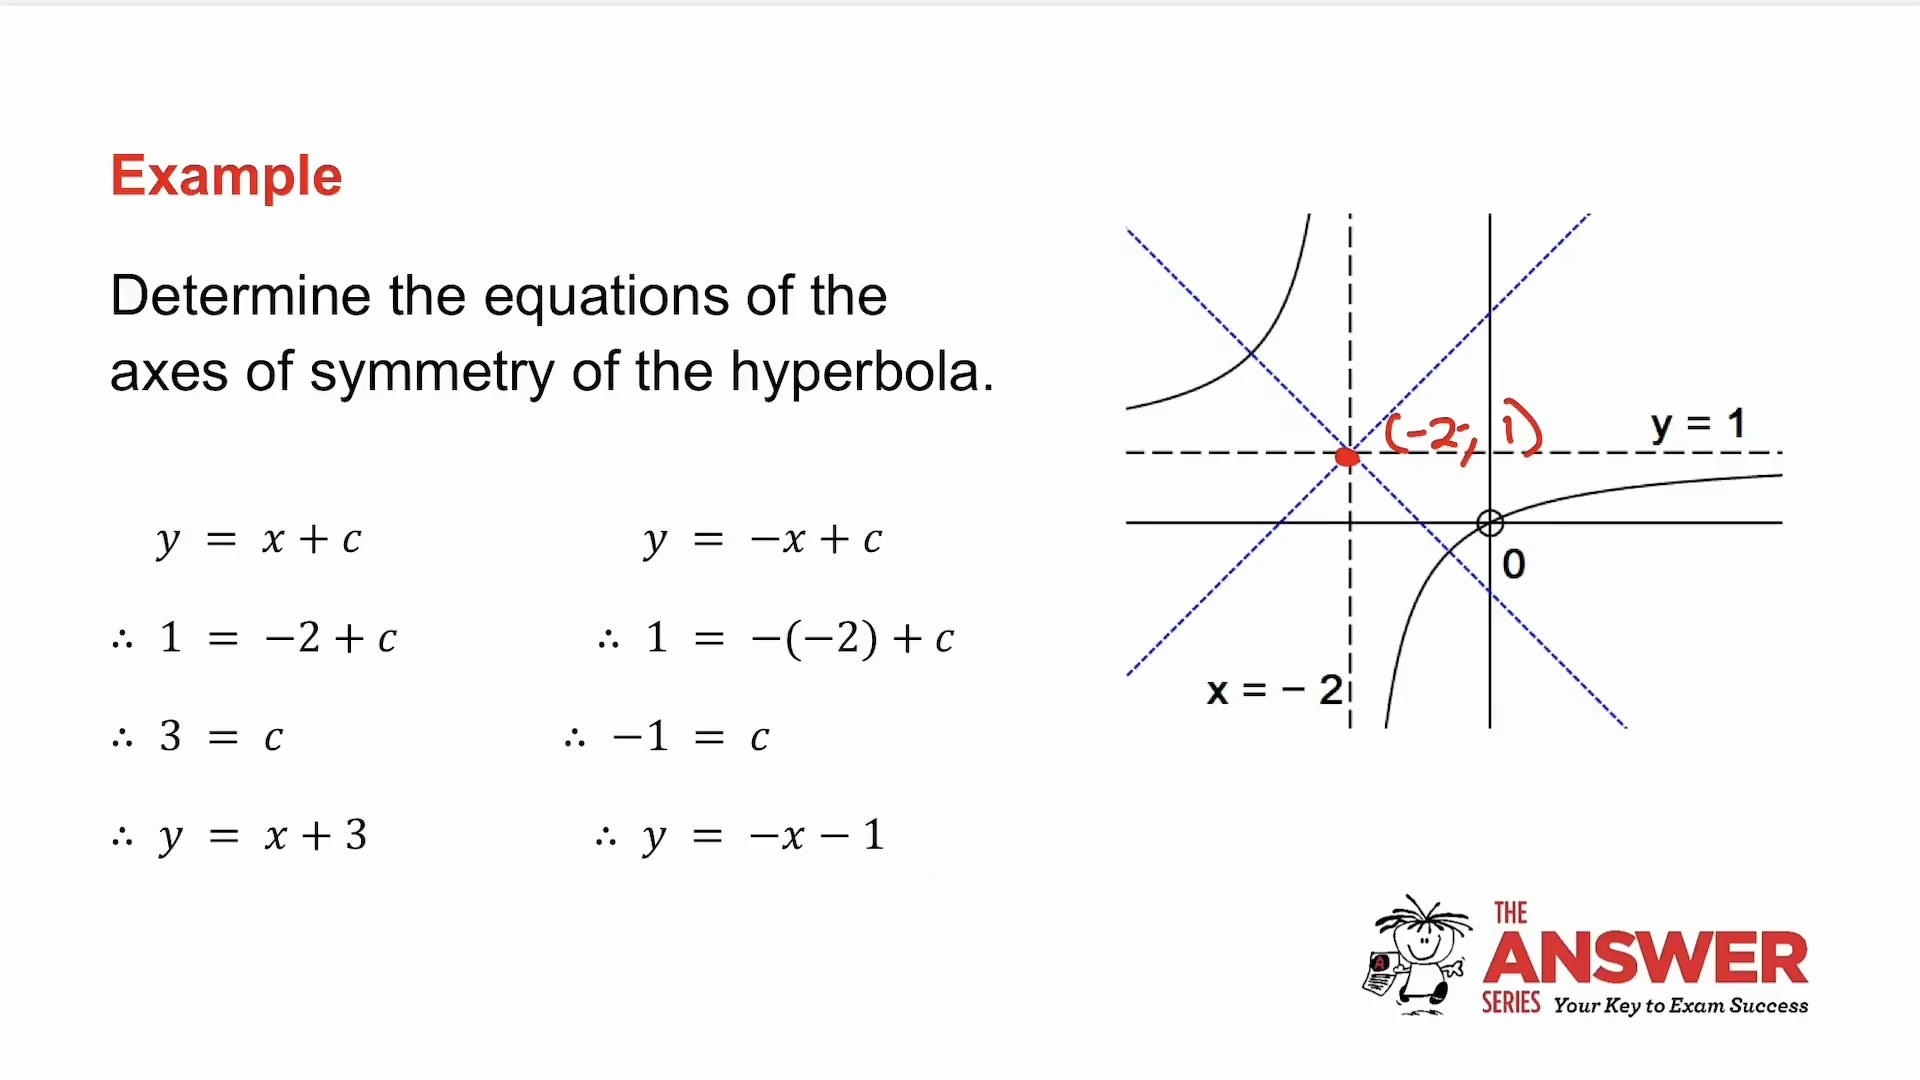 Example
Determine the equations of the
axes of symmetry of the hyperbola.
y = x + c
∴ 1 = −2 + c
∴ 3 = c
∴ y = x + 3
y = −x + c
∴ 1 = −(−2) + c
∴ −1 = c
∴ y = −x − 1
(-2; 1)
y = 1
0
x = − 2
A
THE
ANSWER
SERIES Your Key to Exam Success